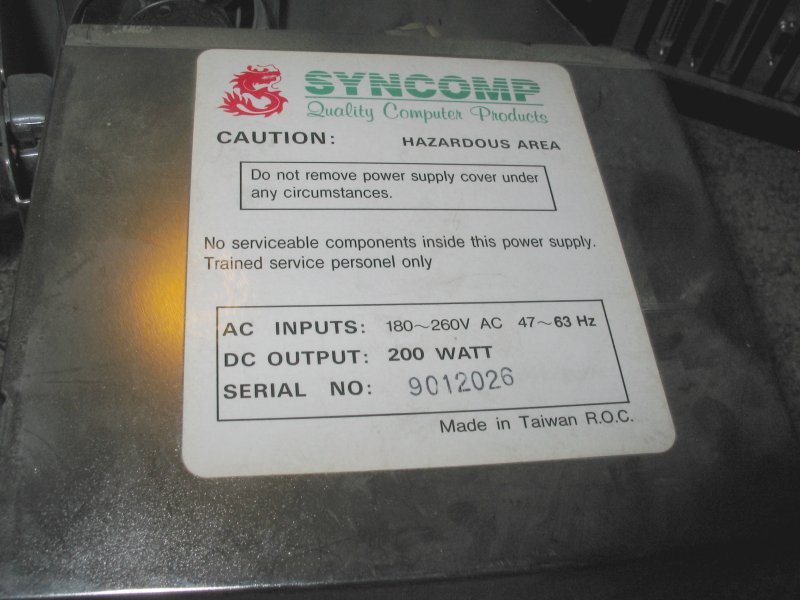 SYNCOMP
Quality Computer Products
CAUTION: HAZARDOUS AREA
Do not remove power supply cover under
any circumstances.
No serviceable components inside this power supply.
Trained service personel only
AC INPUTS: 180~260V AC 47~63 Hz
DC OUTPUT: 200 WATT
SERIAL NO: 9012026
Made in Taiwan R.O.C.